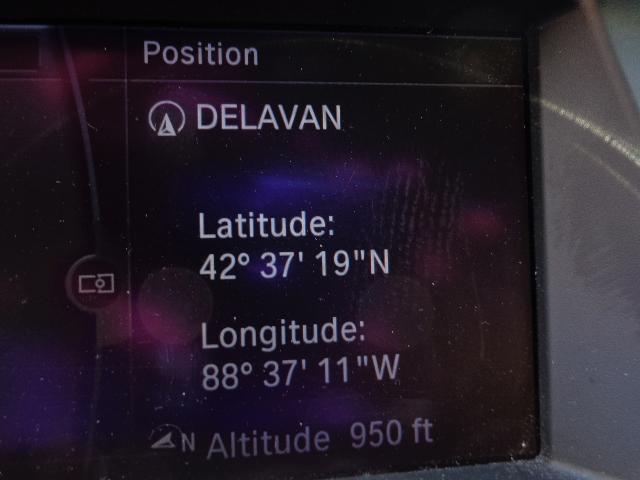 Position
DELAVAN
Latitude:
42° 37' 19"N
Longitude:
88° 37' 11"W
N Altitude 950 ft